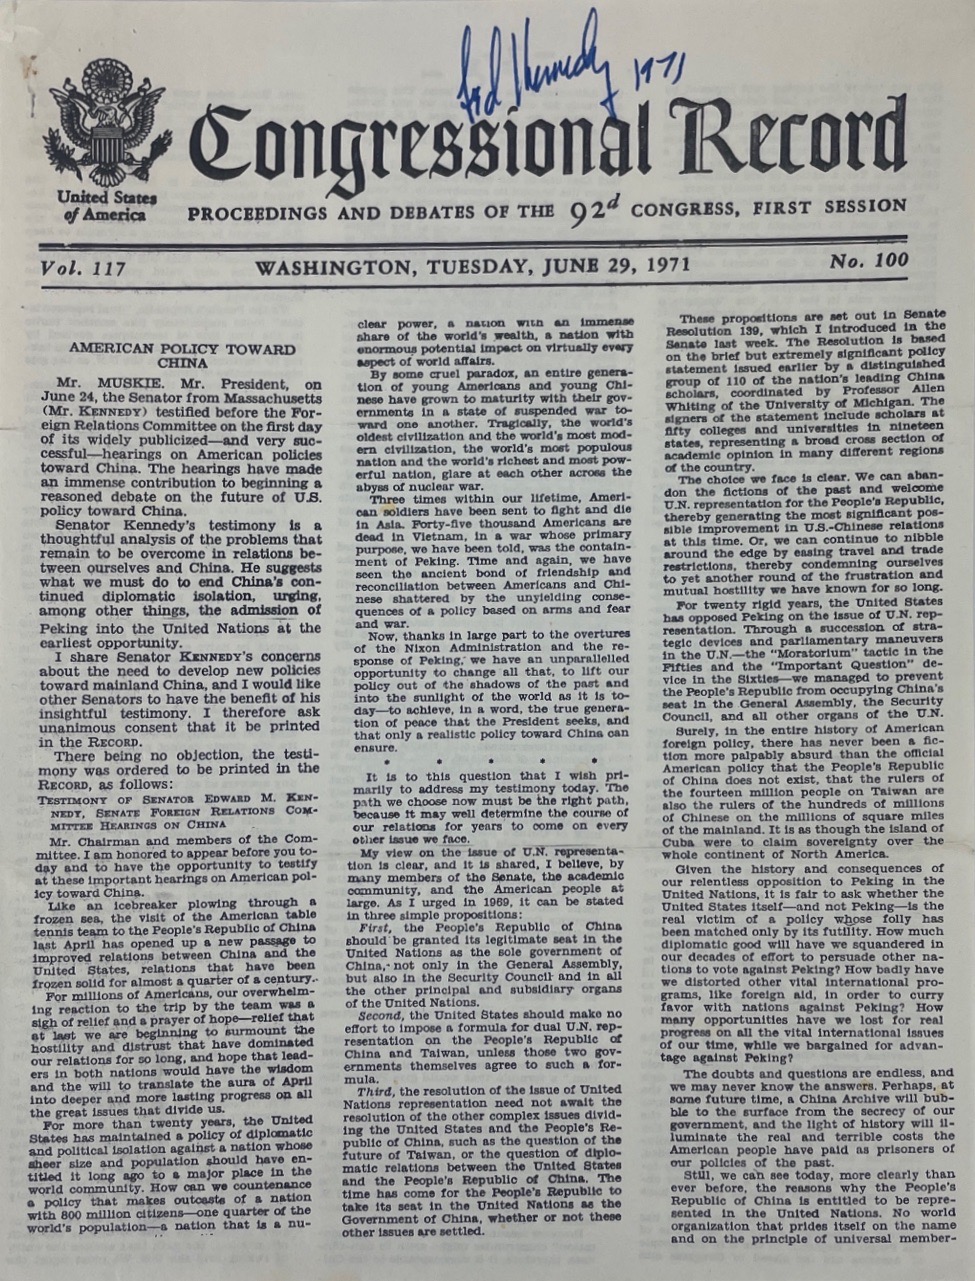 Ted Kennedy 1971
Congressional Record
United States
of America
PROCEEDINGS AND DEBATES OF THE 92d CONGRESS, FIRST SESSION
Vol. 117
WASHINGTON, TUESDAY, JUNE 29, 1971
No. 100
AMERICAN POLICY TOWARD
CHINA
Mr. MUSKIE. Mr. President, on
June 24, the Senator from Massachusetts
(Mr. KENNEDY) testified before the For-
eign Relations Committee on the first day
of its widely publicized—and very suc-
cessful—hearings on American policies
toward China. The hearings have made
an immense contribution to beginning a
reasoned debate on the future of U.S.
policy toward China.
Senator Kennedy's testimony is a
thoughtful analysis of the problems that
remain to be overcome in relations be-
tween ourselves and China. He suggests
what we must do to end China's con-
tinued diplomatic isolation, urging,
among other things, the admission of
Peking into the United Nations at the
earliest opportunity.
I share Senator KENNEDY's concerns
about the need to develop new policies
toward mainland China, and I would like
other Senators to have the benefit of his
insightful testimony. I therefore ask
unanimous consent that it be printed
in the RECORD.
There being no objection, the testi-
mony was ordered to be printed in the
RECORD, as follows:
TESTIMONY OF SENATOR EDWARD M. KEN-
NEDY, SENATE FOREIGN RELATIONS COM-
MITTEE HEARINGS ON CHINA
Mr. Chairman and members of the Com-
mittee. I am honored to appear before you to-
day and to have the opportunity to testify
at these important hearings on American pol-
icy toward China.
Like an icebreaker plowing through a
frozen sea, the visit of the American table
tennis team to the People's Republic of China
last April has opened up a new passage to
improved relations between China and the
United States, relations that have been
frozen solid for almost a quarter of a century.
For millions of Americans, our overwhelm-
ing reaction to the trip by the team was a
sigh of relief and a prayer of hope—relief that
at last we are beginning to surmount the
hostility and distrust that have dominated
our relations for so long, and hope that lead-
ers in both nations would have the wisdom
and the will to translate the aura of April
into deeper and more lasting progress on all
the great issues that divide us.
For more than twenty years, the United
States has maintained a policy of diplomatic
and political isolation against a nation whose
sheer size and population should have en-
titled it long ago to a major place in the
world community. How can we countenance
a policy that makes outcasts of a nation
with 800 million citizens—one quarter of the
world's population—a nation that is a nu-
clear power, a nation with an immense
share of the world's wealth, a nation with
enormous potential impact on virtually every
aspect of world affairs.
By some cruel paradox, an entire genera-
tion of young Americans and young Chi-
nese have grown to maturity with their gov-
ernments in a state of suspended war to-
ward one another. Tragically, the world's
oldest civilization and the world's most mod-
ern civilization, the world's most populous
nation and the world's richest and most pow-
erful nation, glare at each other across the
abyss of nuclear war.
Three times within our lifetime, Ameri-
can soldiers have been sent to fight and die
in Asia. Forty-five thousand Americans are
dead in Vietnam, in a war whose primary
purpose, we have been told, was the contain-
ment of Peking. Time and again, we have
seen the ancient bond of friendship and
reconciliation between Americans and Chi-
nese shattered by the unyielding conse-
quences of a policy based on arms and fear
and war.
Now, thanks in large part to the overtures
of the Nixon Administration and the re-
sponse of Peking, we have an unparallelled
opportunity to change all that, to lift our
policy out of the shadows of the past and
into the sunlight of the world as it is to-
day—to achieve, in a word, the true genera-
tion of peace that the President seeks, and
that only a realistic policy toward China can
ensure.
* * * * *
It is to this question that I wish pri-
marily to address my testimony today. The
path we choose now must be the right path,
because it may well determine the course of
our relations for years to come on every
other issue we face.
My view on the issue of U.N. representa-
tion is clear, and it is shared, I believe, by
many members of the Senate, the academic
community, and the American people at
large. As I urged in 1969, it can be stated
in three simple propositions:
First, the People's Republic of China
should be granted its legitimate seat in the
United Nations as the sole government of
China, not only in the General Assembly,
but also in the Security Council and in all
the other principal and subsidiary organs
of the United Nations.
Second, the United States should make no
effort to impose a formula for dual U.N. rep-
resentation on the People's Republic of
China and Taiwan, unless those two gov-
ernments themselves agree to such a for-
mula.
Third, the resolution of the issue of United
Nations representation need not await the
resolution of the other complex issues divid-
ing the United States and the People's Re-
public of China, such as the question of the
future of Taiwan, or the question of diplo-
matic relations between the United States
and the People's Republic of China. The
time has come for the People's Republic to
take its seat in the United Nations as the
Government of China, whether or not these
other issues are settled.
These propositions are set out in Senate
Resolution 139, which I introduced in the
Senate last week. The Resolution is based
on the brief but extremely significant policy
statement issued earlier by a distinguished
group of 110 of the nation's leading China
scholars, coordinated by Professor Allen
Whiting of the University of Michigan. The
signers of the statement include scholars at
fifty colleges and universities in nineteen
states, representing a broad cross section of
academic opinion in many different regions
of the country.
The choice we face is clear. We can aban-
don the fictions of the past and welcome
U.N. representation for the People's Republic,
thereby generating the most significant pos-
sible improvement in U.S.-Chinese relations
at this time. Or, we can continue to nibble
around the edge by easing travel and trade
restrictions, thereby condemning ourselves
to yet another round of the frustration and
mutual hostility we have known for so long.
For twenty rigid years, the United States
has opposed Peking on the issue of U.N. rep-
resentation. Through a succession of stra-
tegic devices and parliamentary maneuvers
in the U.N.—the "Moratorium" tactic in the
Fifties and the "Important Question" de-
vice in the Sixties—we managed to prevent
the People's Republic from occupying China's
seat in the General Assembly, the Security
Council, and all other organs of the U.N.
Surely, in the entire history of American
foreign policy, there has never been a fic-
tion more palpably absurd than the official
American policy that the People's Republic
of China does not exist, that the rulers of
the fourteen million people on Taiwan are
also the rulers of the hundreds of millions
of Chinese on the millions of square miles
of the mainland. It is as though the island of
Cuba were to claim sovereignty over the
whole continent of North America.
Given the history and consequences of
our relentless opposition to Peking in the
United Nations, it is fair to ask whether the
United States itself—and not Peking—is the
real victim of a policy whose folly has
been matched only by its futility. How much
diplomatic good will have we squandered in
our decades of effort to persuade other na-
tions to vote against Peking? How badly have
we distorted other vital international pro-
grams, like foreign aid, in order to curry
favor with nations against Peking? How
many opportunities have we lost for real
progress on all the vital international issues
of our time, while we bargained for advan-
tage against Peking?
The doubts and questions are endless, and
we may never know the answers. Perhaps, at
some future time, a China Archive will bub-
ble to the surface from the secrecy of our
government, and the light of history will il-
luminate the real and terrible costs the
American people have paid as prisoners of
our policies of the past.
Still, we can see today, more clearly than
ever before, the reasons why the People's
Republic of China is entitled to be repre-
sented in the United Nations. No world
organization that prides itself on the name
and on the principle of universal member-